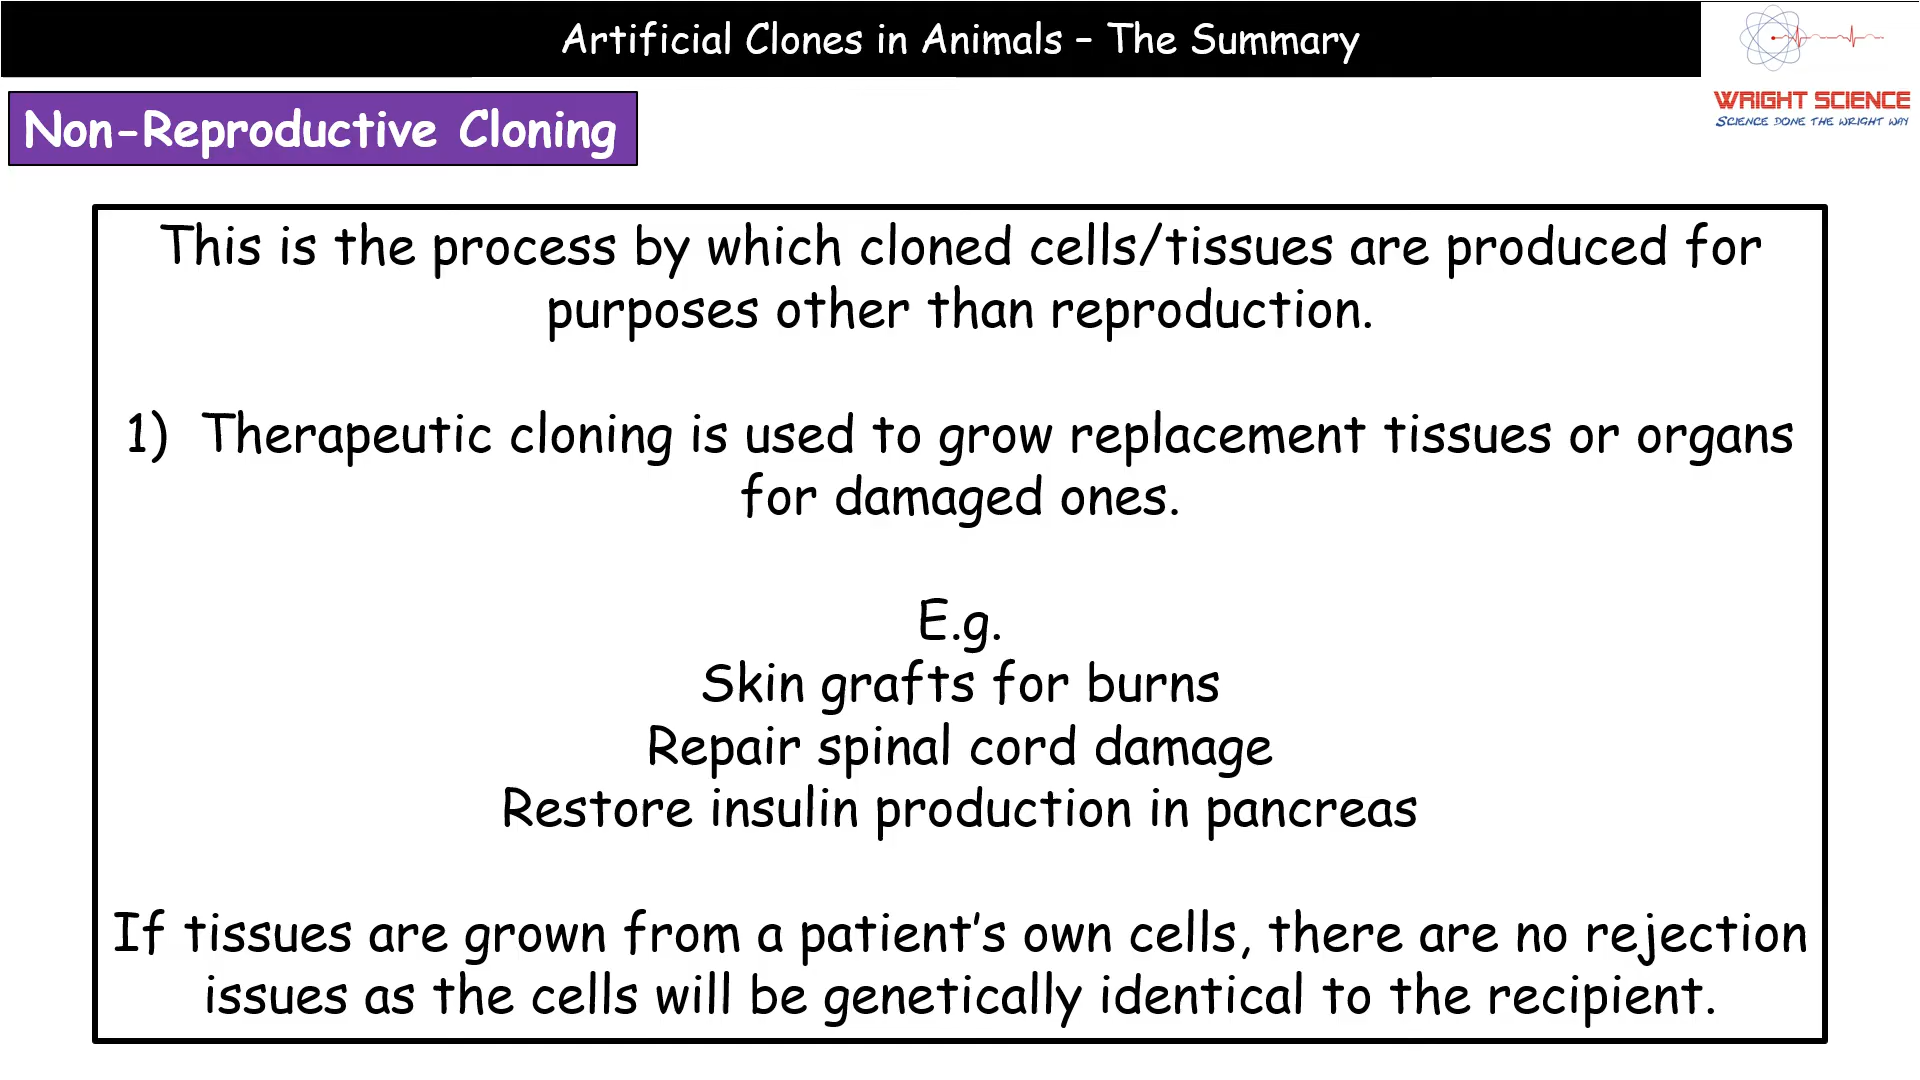 Artificial Clones in Animals – The Summary
WRIGHT SCIENCE
SCIENCE DONE THE WRIGHT WAY
Non-Reproductive Cloning
This is the process by which cloned cells/tissues are produced for
purposes other than reproduction.
1) Therapeutic cloning is used to grow replacement tissues or organs
for damaged ones.
E.g.
Skin grafts for burns
Repair spinal cord damage
Restore insulin production in pancreas
If tissues are grown from a patient’s own cells, there are no rejection
issues as the cells will be genetically identical to the recipient.